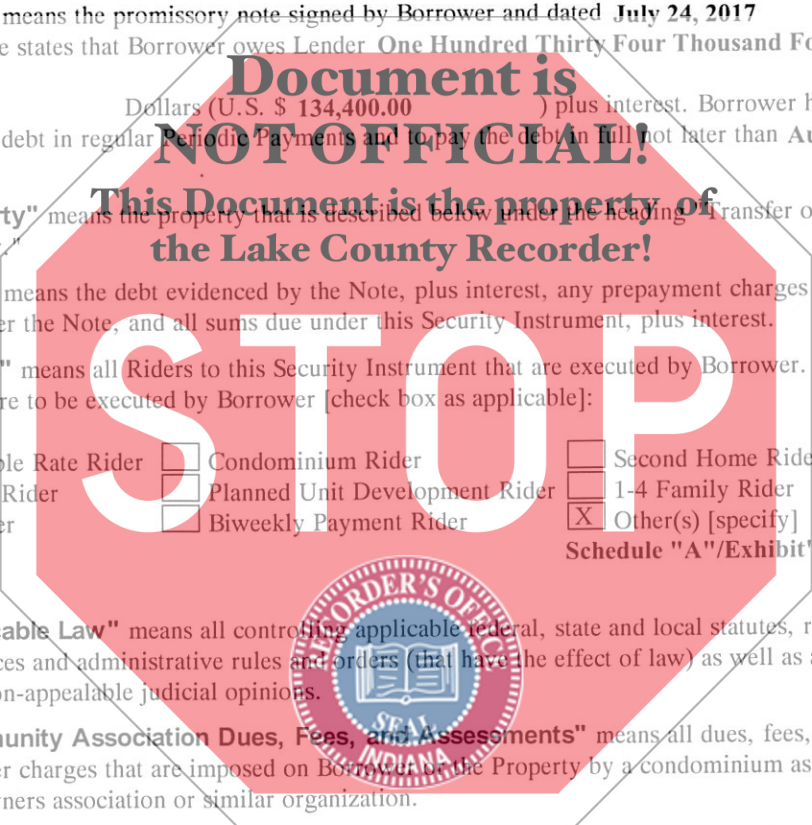 means the promissory note signed by Borrower and dated July 24, 2017
e states that Borrower owes Lender One Hundred Thirty Four Thousand Fo
Document is
Dollars (U.S. $ 134,400.00 ) plus interest. Borrower h
debt in regular Periodic Payments and to pay the debt in full not later than Au
NOT OFFICIAL!
This Document is the property of
rty" means the property that is described below under the heading "Transfer o
."
the Lake County Recorder!
means the debt evidenced by the Note, plus interest, any prepayment charges
er the Note, and all sums due under this Security Instrument, plus interest.
STOP
" means all Riders to this Security Instrument that are executed by Borrower.
re to be executed by Borrower [check box as applicable]:
ble Rate Rider Condominium Rider Second Home Ride
Rider Planned Unit Development Rider 1-4 Family Rider
er Biweekly Payment Rider X Other(s) [specify]
Schedule "A"/Exhibit"
RECORDER'S OFFICE
SEAL
INDIANA
cable Law" means all controlling applicable federal, state and local statutes, r
ces and administrative rules and orders (that have the effect of law) as well as a
on-appealable judicial opinions.
munity Association Dues, Fees, and Assessments" means all dues, fees,
er charges that are imposed on Borrower or the Property by a condominium as
ners association or similar organization.